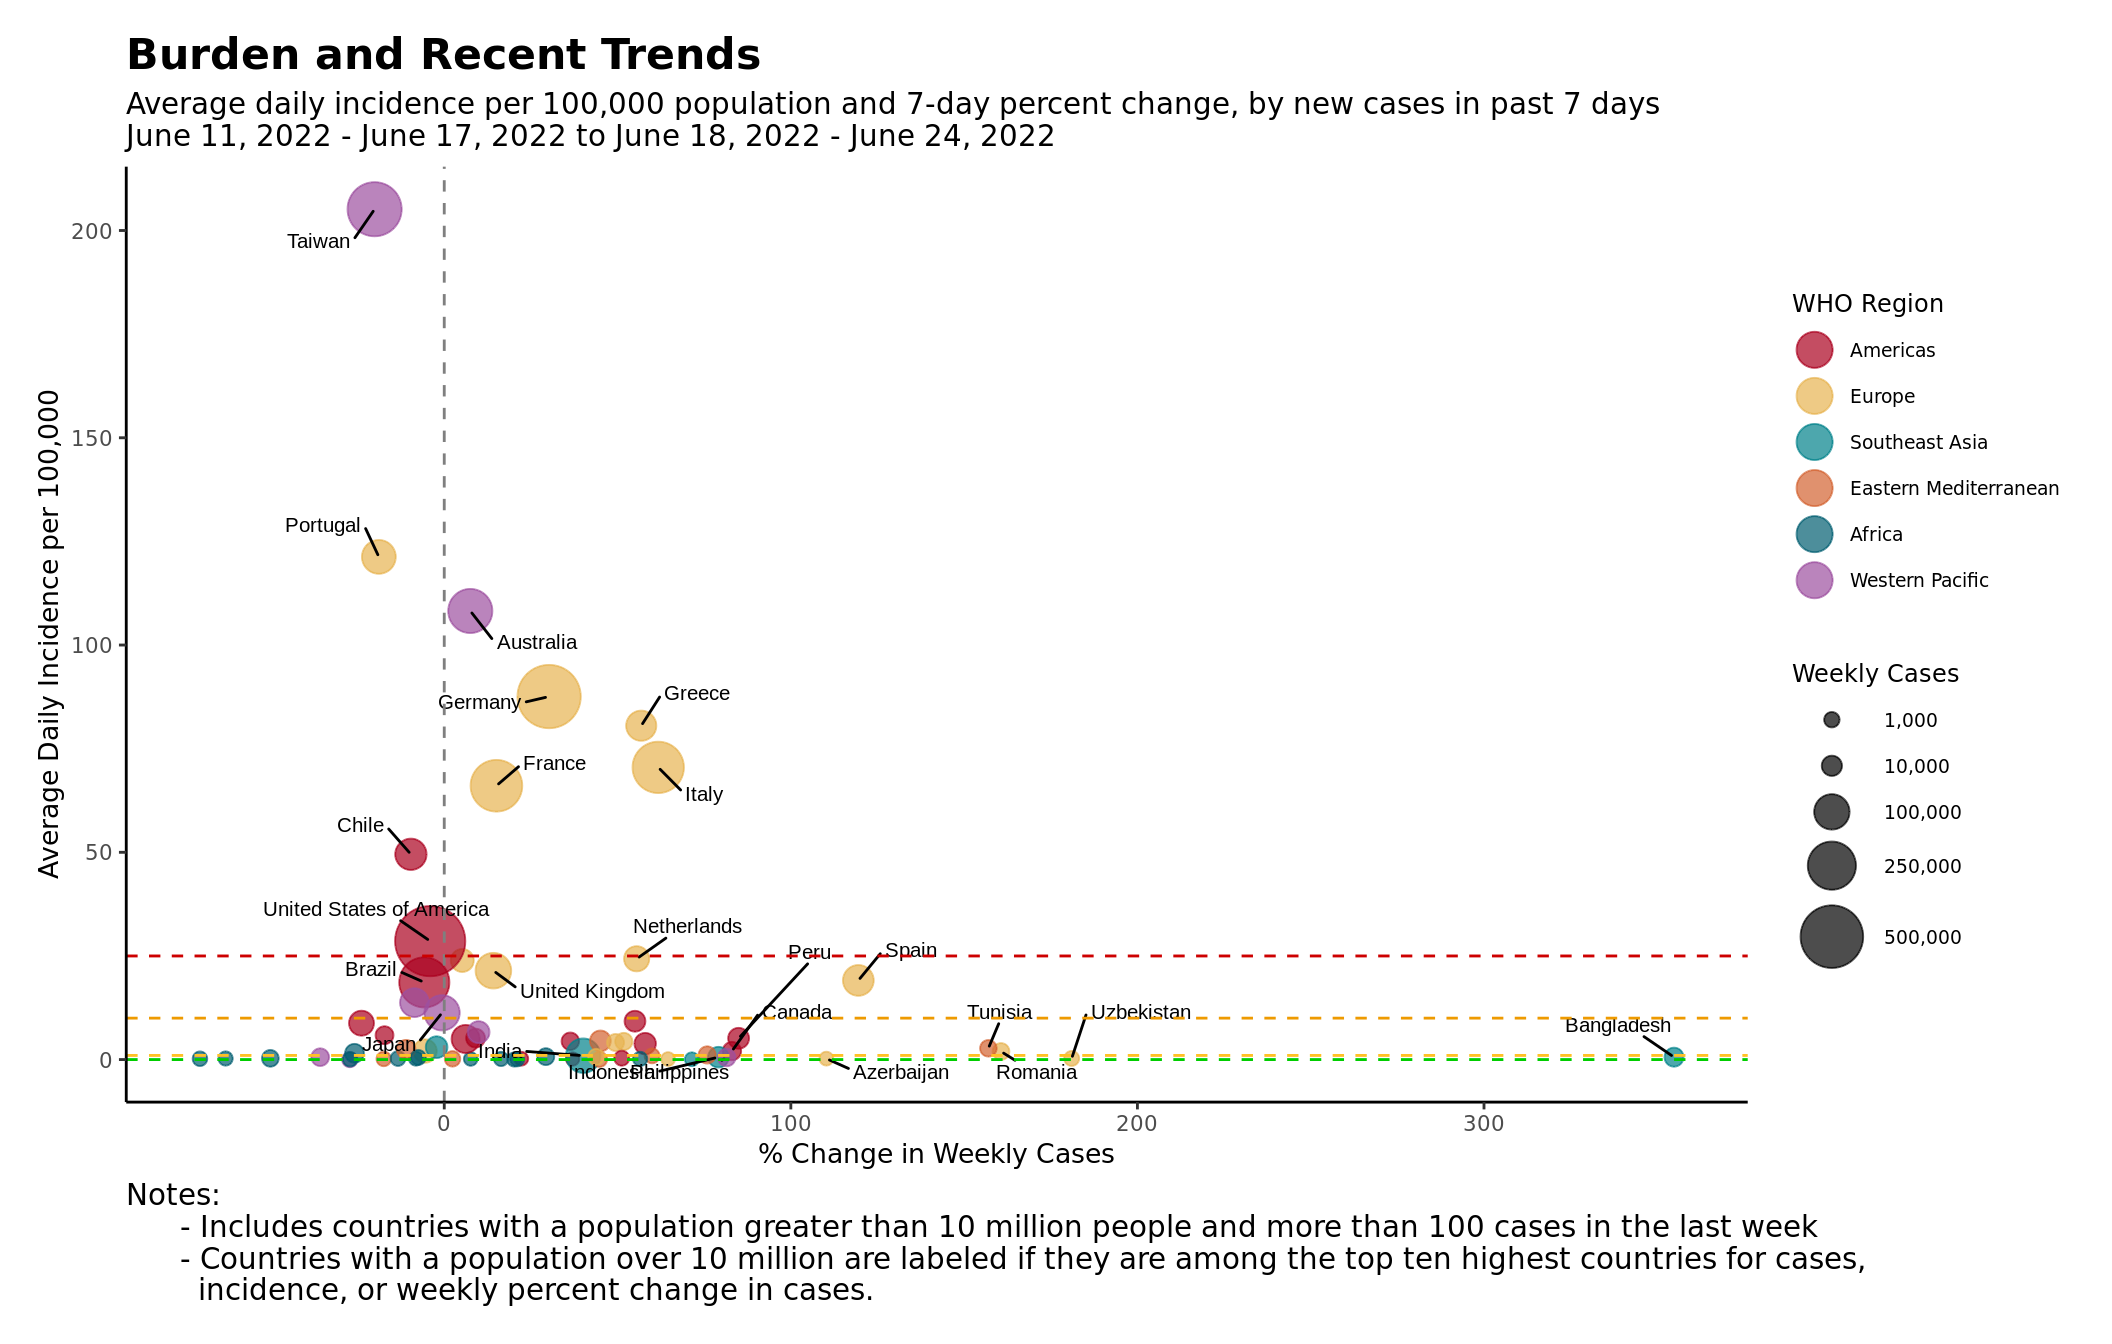 Burden and Recent Trends
Average daily incidence per 100,000 population and 7-day percent change, by new cases in past 7 days
June 11, 2022 - June 17, 2022 to June 18, 2022 - June 24, 2022
Average Daily Incidence per 100,000
200
150
100
50
0
Taiwan
Portugal
Australia
Germany
Greece
France
Italy
Chile
United States of America
Netherlands
Peru
Spain
Brazil
United Kingdom
Canada
Tunisia
Uzbekistan
Bangladesh
Japan
India
Indonesia
Philippines
Azerbaijan
Romania
0
100
200
300
% Change in Weekly Cases
WHO Region
Americas
Europe
Southeast Asia
Eastern Mediterranean
Africa
Western Pacific
Weekly Cases
1,000
10,000
100,000
250,000
500,000
Notes:
- Includes countries with a population greater than 10 million people and more than 100 cases in the last week
- Countries with a population over 10 million are labeled if they are among the top ten highest countries for cases,
incidence, or weekly percent change in cases.